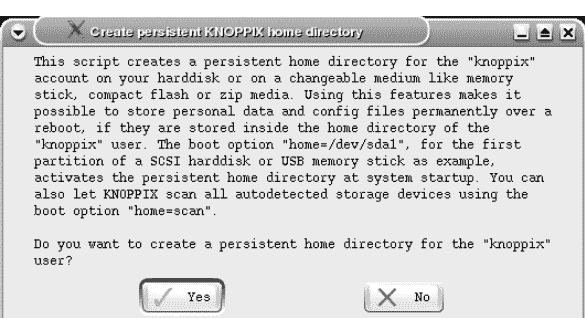 Create persistent KNOPPIX home directory
This script creates a persistent home directory for the "knoppix"
account on your harddisk or on a changeable medium like memory
stick, compact flash or zip media. Using this features makes it
possible to store personal data and config files permanently over a
reboot, if they are stored inside the home directory of the
"knoppix" user. The boot option "home=/dev/sda1", for the first
partition of a SCSI harddisk or USB memory stick as example,
activates the persistent home directory at system startup. You can
also let KNOPPIX scan all autodetected storage devices using the
boot option "home=scan".
Do you want to create a persistent home directory for the "knoppix"
user?
Yes No